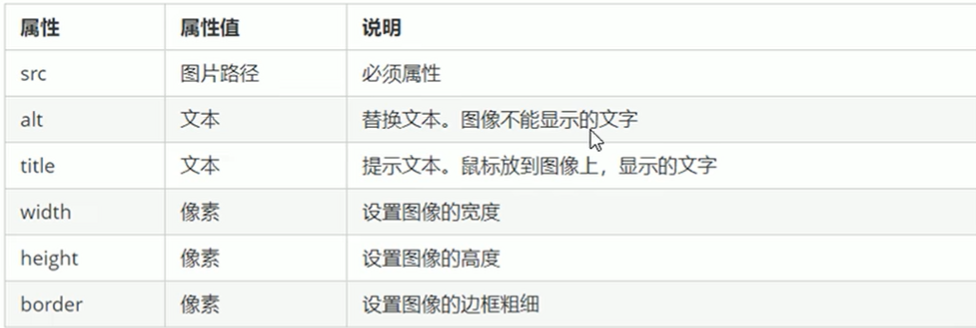 属性 属性值 说明
src 图片路径 必须属性
alt 文本 替换文本。图像不能显示的文字
title 文本 提示文本。鼠标放到图像上，显示的文字
width 像素 设置图像的宽度
height 像素 设置图像的高度
border 像素 设置图像的边框粗细